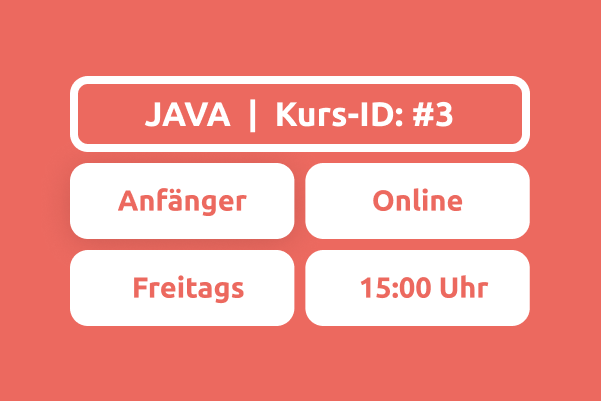 JAVA | Kurs-ID: #3
Anfänger
Online
Freitags
15:00 Uhr